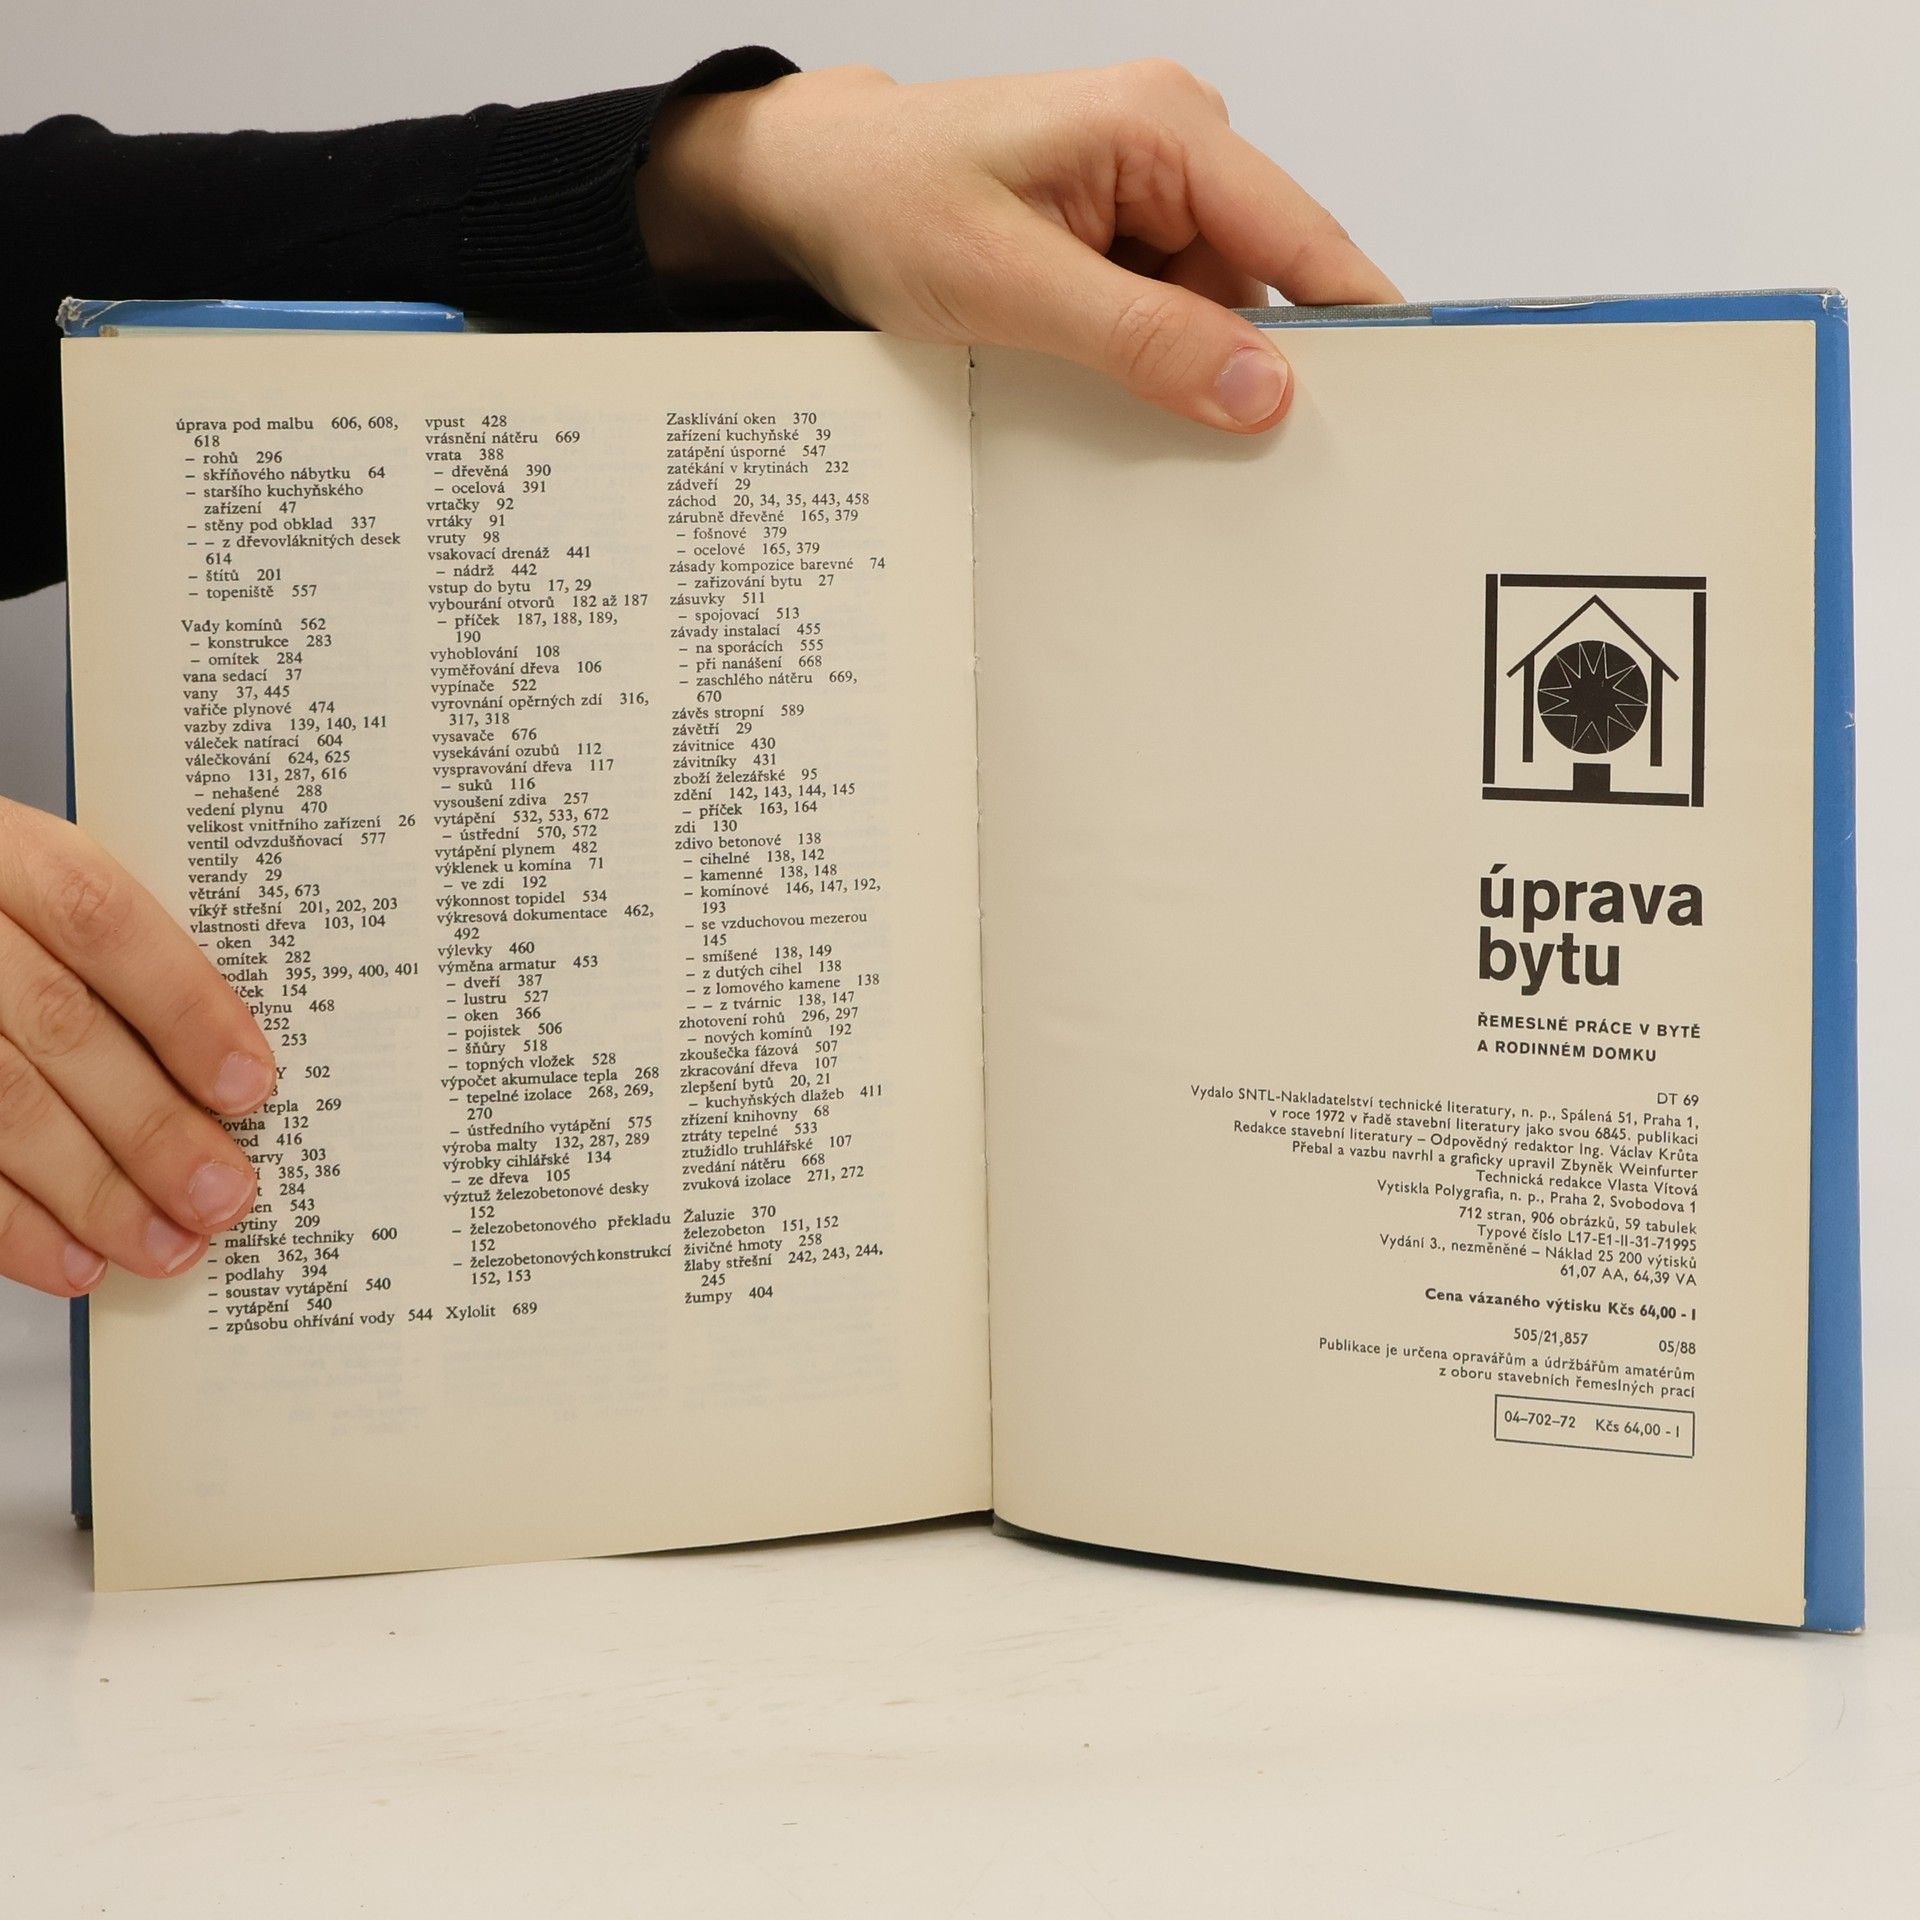 úprava pod malbu 606, 608,
618
– rohů 296
– skříňového nábytku 64
– staršího kuchyňského
zařízení 47
– stěny pod obklad 337
– – z dřevovláknitých desek
614
– štítů 201
– topeniště 557
Vady komínů 562
– konstrukce 283
– omítek 284
vana sedací 37
vany 37, 445
vařiče plynové 474
vazby zdiva 139, 140, 141
váleček natírací 604
válečkování 624, 625
vápno 131, 287, 616
– nehašené 288
vedení plynu 470
velikost vnitřního zařízení 26
ventil odvzdušňovací 577
ventily 426
verandy 29
větrání 345, 673
vikýř střešní 201, 202, 203
vlastnosti dřeva 103, 104
– oken 342
omítek 282
podlah 395, 399, 400, 401
154
468
252
253
502
tepla 269
132
416
303
385, 386
284
543
krytiny 209
– malířské techniky 600
– oken 362, 364
– podlahy 394
– soustav vytápění 540
– vytápění 540
– způsobu ohřívání vody 544
vpust 428
vrásnění nátěru 669
vrata 388
– dřevěná 390
– ocelová 391
vrtačky 92
vrtáky 91
vruty 98
vsakovací drenáž 441
– nádrž 442
vstup do bytu 17, 29
vybourání otvorů 182 až 187
– příček 187, 188, 189,
190
vyhoblování 108
vyměřování dřeva 106
vypínače 522
vyrovnání opěrných zdí 316,
317, 318
vysavače 676
vysekávání ozubů 112
vyspravování dřeva 117
– suků 116
vysoušení zdiva 257
vytápění 532, 533, 672
– ústřední 570, 572
vytápění plynem 482
výklenek u komína 71
– ve zdi 192
výkonnost topidel 534
výkresová dokumentace 462,
492
výlevky 460
výměna armatur 453
– dveří 387
– lustru 527
– oken 366
– pojistek 506
– šňůry 518
– topných vložek 528
výpočet akumulace tepla 268
– tepelné izolace 268, 269,
270
– ústředního vytápění 575
výroba malty 132, 287, 289
výrobky cihlářské 134
– ze dřeva 105
výztuž železobetonové desky
152
– železobetonového překladu
152
– železobetonových konstrukcí
152, 153
Xylolit 689
Zasklívání oken 370
zařízení kuchyňské 39
zatápění úsporné 547
zatékání v krytinách 232
zádveří 29
záchod 20, 34, 35, 443, 458
zárubně dřevěné 165, 379
– fošnové 379
– ocelové 165, 379
zásady kompozice barevné 74
– zařizování bytu 27
zásuvky 511
– spojovací 513
závady instalací 455
– na sporácích 555
– při nanášení 668
– zaschlého nátěru 669,
670
závěs stropní 589
závětří 29
závitnice 430
závitníky 431
zboží železářské 95
zdění 142, 143, 144, 145
– příček 163, 164
zdi 130
zdivo betonové 138
– cihelné 138, 142
– kamenné 138, 148
– komínové 146, 147, 192,
193
– se vzduchovou mezerou
145
– smíšené 138, 149
– z dutých cihel 138
– z lomového kamene 138
– – z tvárnic 138, 147
zhotovení rohů 296, 297
– nových komínů 192
zkoušečka fázová 507
zkracování dřeva 107
zlepšení bytů 20, 21
– kuchyňských dlažeb 411
zřízení knihovny 68
ztráty tepelné 533
ztužidlo truhlářské 107
zvedání nátěru 668
zvuková izolace 271, 272
Žaluzie 370
železobeton 151, 152
živičné hmoty 258
žlaby střešní 242, 243, 244,
245
žumpy 404
úprava
bytu
ŘEMESLNÉ PRÁCE V BYTĚ
A RODINNÉM DOMKU
DT 69
Vydalo SNTL-Nakladatelství technické literatury, n. p., Spálená 51, Praha 1,
v roce 1972 v řadě stavební literatury jako svou 6845. publikaci
Redakce stavební literatury – Odpovědný redaktor Ing. Václav Krůta
Přebal a vazbu navrhl a graficky upravil Zbyněk Weinfurter
Technická redakce Vlasta Vítová
Vytiskla Polygrafia, n. p., Praha 2, Svobodova 1
712 stran, 906 obrázků, 59 tabulek
Typové číslo L17-E1-II-31-71995
Vydání 3., nezměněné – Náklad 25 200 výtisků
61,07 AA, 64,39 VA
Cena vázaného výtisku Kčs 64,00 - I
505/21,857 05/88
Publikace je určena opravářům a údržbářům amatérům
z oboru stavebních řemeslných prací
04–702–72 Kčs 64,00 - I